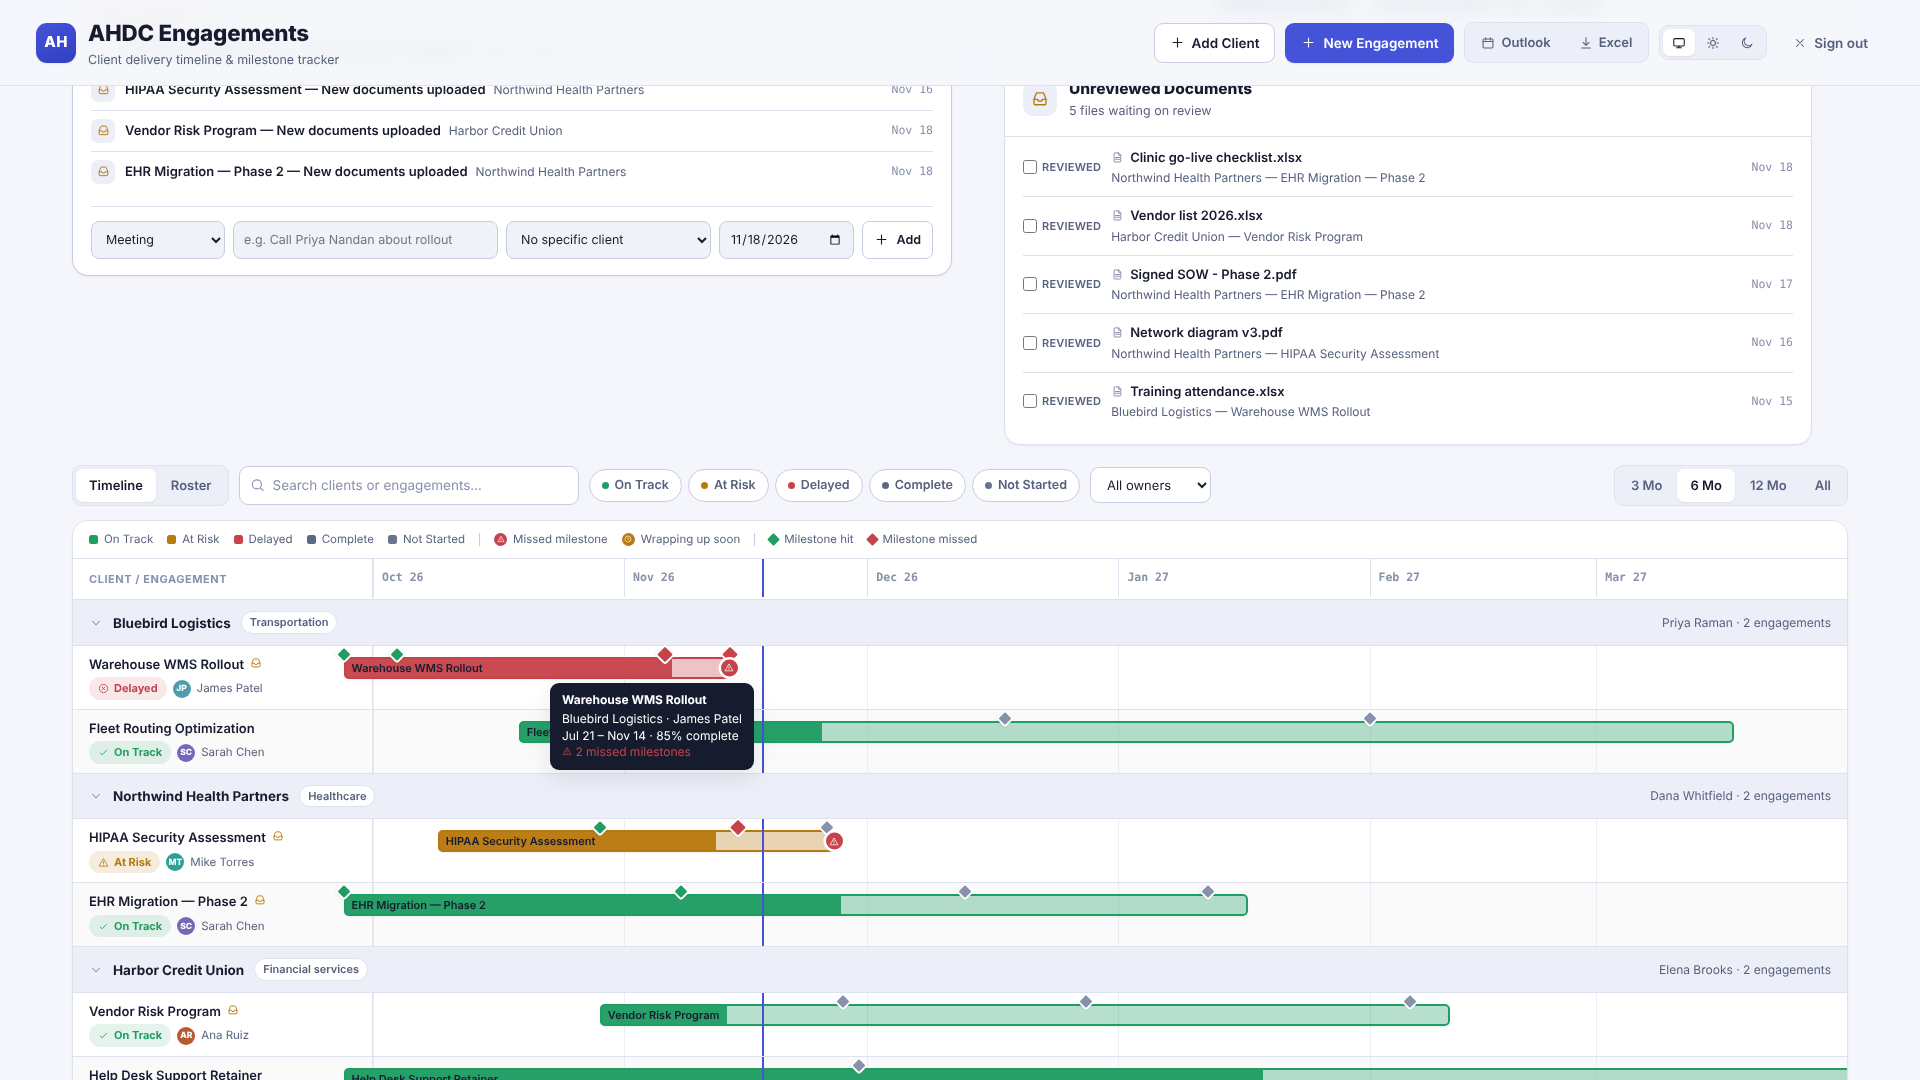 AH
AHDC Engagements
Client delivery timeline & milestone tracker
Add Client
New Engagement
Outlook
Excel
Sign out
HIPAA Security Assessment — New documents uploaded Northwind Health Partners Nov 16
Vendor Risk Program — New documents uploaded Harbor Credit Union Nov 18
EHR Migration — Phase 2 — New documents uploaded Northwind Health Partners Nov 18
Meeting
e.g. Call Priya Nandan about rollout
No specific client
11/18/2026
Add
Unreviewed Documents
5 files waiting on review
REVIEWED
Clinic go-live checklist.xlsx
Northwind Health Partners — EHR Migration — Phase 2
Nov 18
REVIEWED
Vendor list 2026.xlsx
Harbor Credit Union — Vendor Risk Program
Nov 18
REVIEWED
Signed SOW - Phase 2.pdf
Northwind Health Partners — EHR Migration — Phase 2
Nov 17
REVIEWED
Network diagram v3.pdf
Northwind Health Partners — HIPAA Security Assessment
Nov 16
REVIEWED
Training attendance.xlsx
Bluebird Logistics — Warehouse WMS Rollout
Nov 15
Timeline
Roster
Search clients or engagements...
On Track
At Risk
Delayed
Complete
Not Started
All owners
3 Mo
6 Mo
12 Mo
All
On Track
At Risk
Delayed
Complete
Not Started
Missed milestone
Wrapping up soon
Milestone hit
Milestone missed
CLIENT / ENGAGEMENT
Oct 26
Nov 26
Dec 26
Jan 27
Feb 27
Mar 27
Bluebird Logistics
Transportation
Priya Raman · 2 engagements
Warehouse WMS Rollout
Delayed
JP
James Patel
Warehouse WMS Rollout
Warehouse WMS Rollout
Bluebird Logistics · James Patel
Jul 21 – Nov 14 · 85% complete
2 missed milestones
Fleet Routing Optimization
On Track
SC
Sarah Chen
Northwind Health Partners
Healthcare
Dana Whitfield · 2 engagements
HIPAA Security Assessment
At Risk
MT
Mike Torres
HIPAA Security Assessment
EHR Migration — Phase 2
On Track
SC
Sarah Chen
EHR Migration — Phase 2
Harbor Credit Union
Financial services
Elena Brooks · 2 engagements
Vendor Risk Program
On Track
AR
Ana Ruiz
Vendor Risk Program
Help Desk Support Retainer
Help Desk Support Retainer